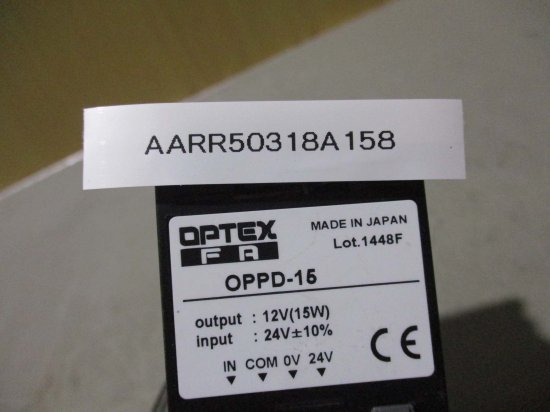 AARR50318A158
OPTEX
FA
MADE IN JAPAN
Lot.1448F
OPPD-15
output : 12V(15W)
input : 24V±10%
CE
IN COM 0V 24V